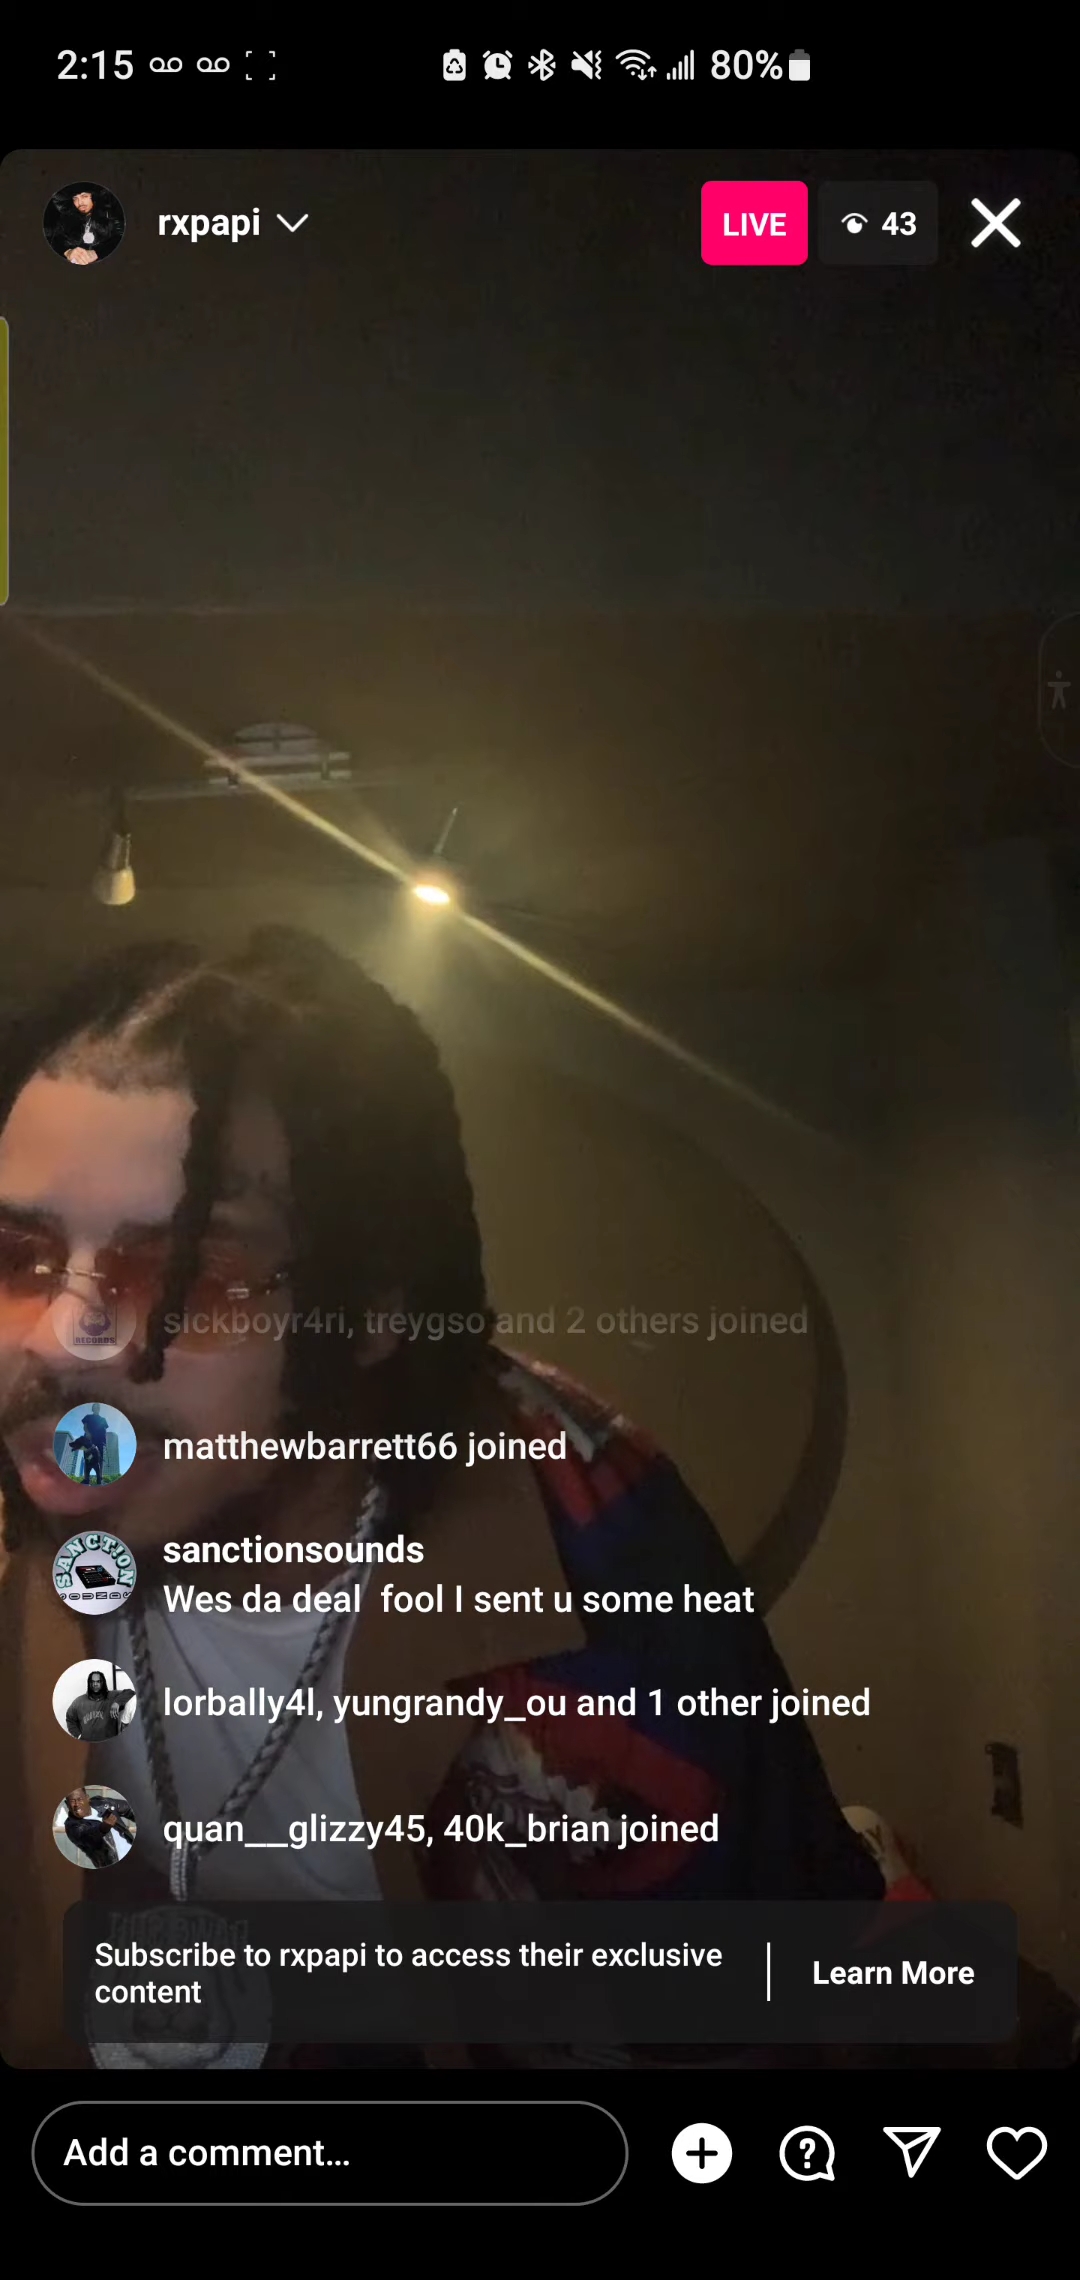 2:15
80%
rxpapi
LIVE
43
sickboyr4ri, treygso and 2 others joined
RECORDS
matthewbarrett66 joined
SANCTION
sanctionsounds
Wes da deal  fool I sent u some heat
lorbally4l, yungrandy_ou and 1 other joined
quan__glizzy45, 40k_brian joined
Subscribe to rxpapi to access their exclusive
content
Learn More
Add a comment...